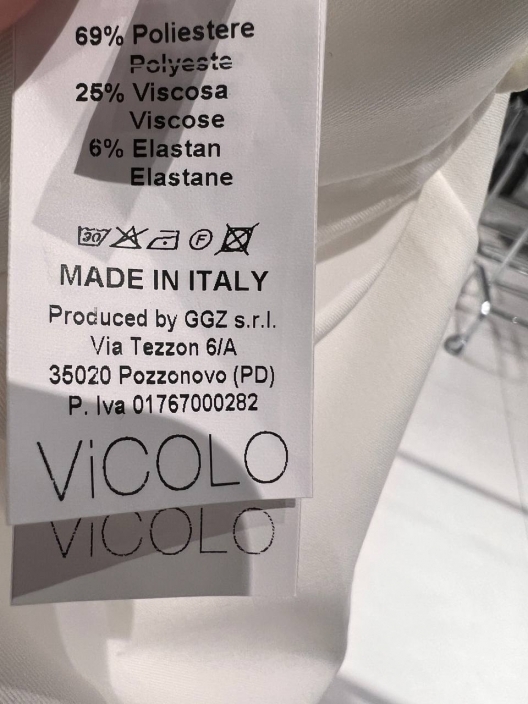 69% Poliestere
Polyeste
25% Viscosa
Viscose
6% Elastan
Elastane
30 F
MADE IN ITALY
Produced by GGZ s.r.l.
Via Tezzon 6/A
35020 Pozzonovo (PD)
P. Iva 01767000282
ViCOLO
ViCOLO